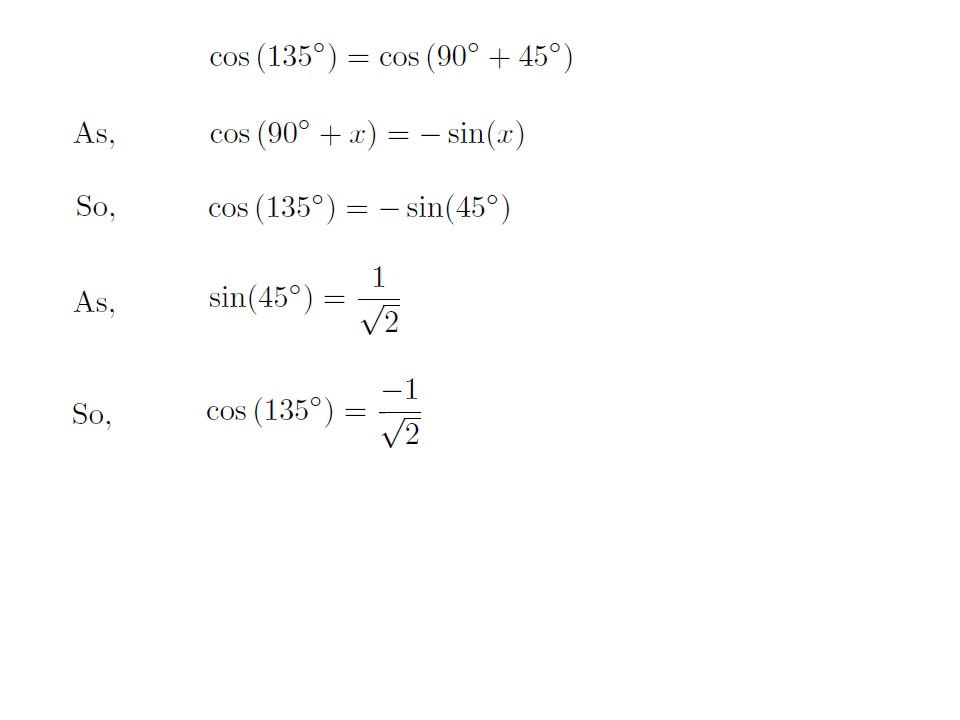 cos (135°) = cos (90° + 45°)
As, cos (90° + x) = − sin(x)
So, cos (135°) = − sin(45°)
As, sin(45°) = 1/√2
So, cos (135°) = −1/√2